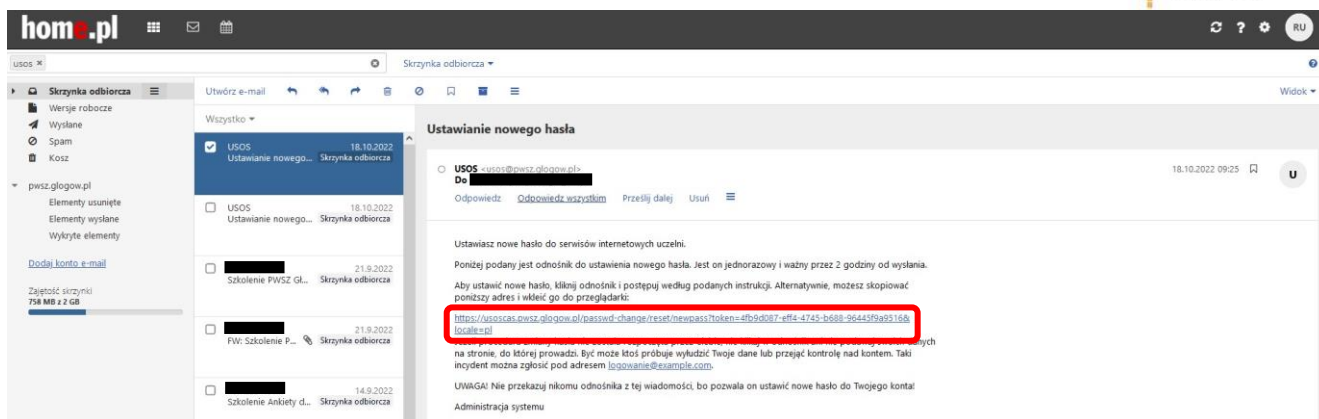 home.pl
RU
usos ×
Skrzynka odbiorcza
Skrzynka odbiorcza
Wersje robocze
Wysłane
Spam
Kosz
pwsz.glogow.pl
Elementy usunięte
Elementy wysłane
Wykryte elementy
Dodaj konto e-mail
Zajętość skrzynki
758 MB z 2 GB
Utwórz e-mail
Widok
Wszystko
USOS 18.10.2022
Ustawianie nowego... Skrzynka odbiorcza
USOS 18.10.2022
Ustawianie nowego... Skrzynka odbiorcza
21.9.2022
Szkolenie PWSZ Gł... Skrzynka odbiorcza
21.9.2022
FW: Szkolenie P... Skrzynka odbiorcza
14.9.2022
Szkolenie Ankiety d... Skrzynka odbiorcza
Ustawianie nowego hasła
USOS <usos@pwsz.glogow.pl> 18.10.2022 09:25 U
Do
Odpowiedz Odpowiedz wszystkim Prześlij dalej Usuń
Ustawiasz nowe hasło do serwisów internetowych uczelni.
Poniżej podany jest odnośnik do ustawienia nowego hasła. Jest on jednorazowy i ważny przez 2 godziny od wysłania.
Aby ustawić nowe hasło, kliknij odnośnik i postępuj według podanych instrukcji. Alternatywnie, możesz skopiować
poniższy adres i wkleić go do przeglądarki:
https://usoscas.pwsz.glogow.pl/passwd-change/reset/newpass?token=4fb9d087-eff4-4745-b688-96445f9a9516&
locale=pl
na stronie, do której prowadzi. Być może ktoś próbuje wyłudzić Twoje dane lub przejąć kontrolę nad kontem. Taki
incydent można zgłosić pod adresem logowanie@example.com.
UWAGA! Nie przekazuj nikomu odnośnika z tej wiadomości, bo pozwala on ustawić nowe hasło do Twojego konta!
Administracja systemu